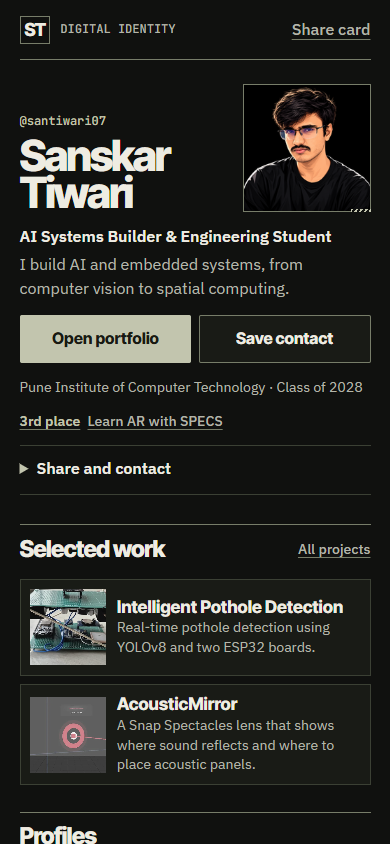 ST DIGITAL IDENTITY Share card
@santiwari07
Sanskar
Tiwari
AI Systems Builder & Engineering Student
I build AI and embedded systems, from
computer vision to spatial computing.
Open portfolio Save contact
Pune Institute of Computer Technology · Class of 2028
3rd place Learn AR with SPECS
▶ Share and contact
Selected work All projects
Intelligent Pothole Detection
Real-time pothole detection using
YOLOv8 and two ESP32 boards.
AcousticMirror
A Snap Spectacles lens that shows
where sound reflects and where to
place acoustic panels.
Profiles